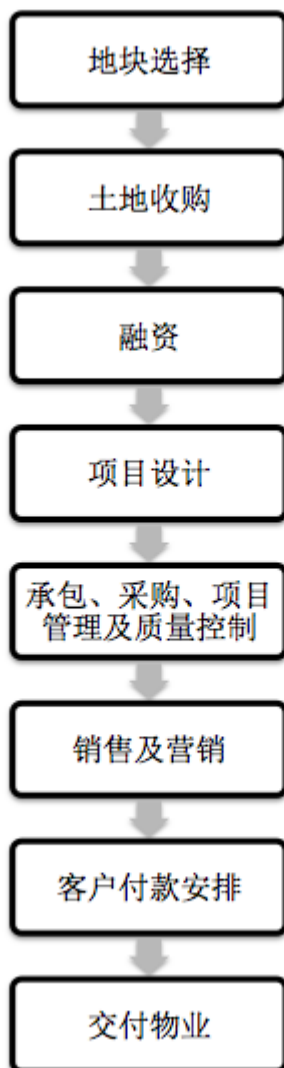 地块选择
土地收购
融资
项目设计
承包、采购、项目
管理及质量控制
销售及营销
客户付款安排
交付物业